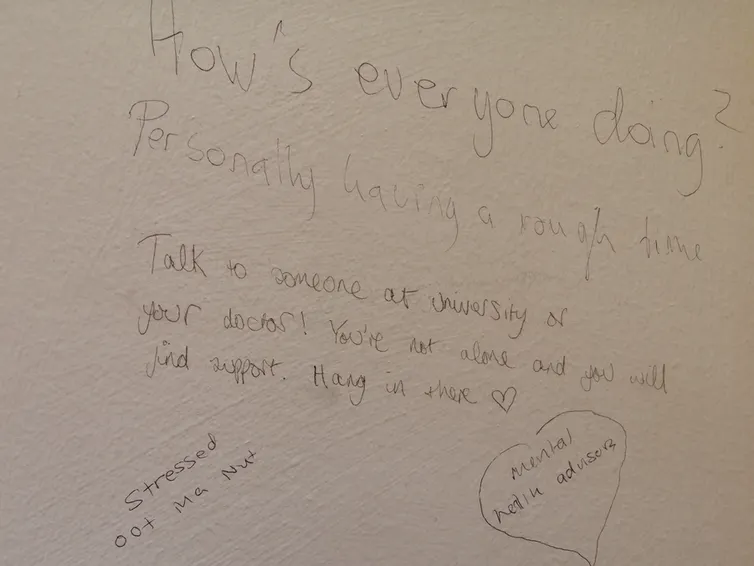 How's everyone doing?
Personally having a rough time
Talk to someone at university or
your doctor! You're not alone and you will
find support. Hang in there ♡
Stressed
oot ma Nut
mental
health advisers